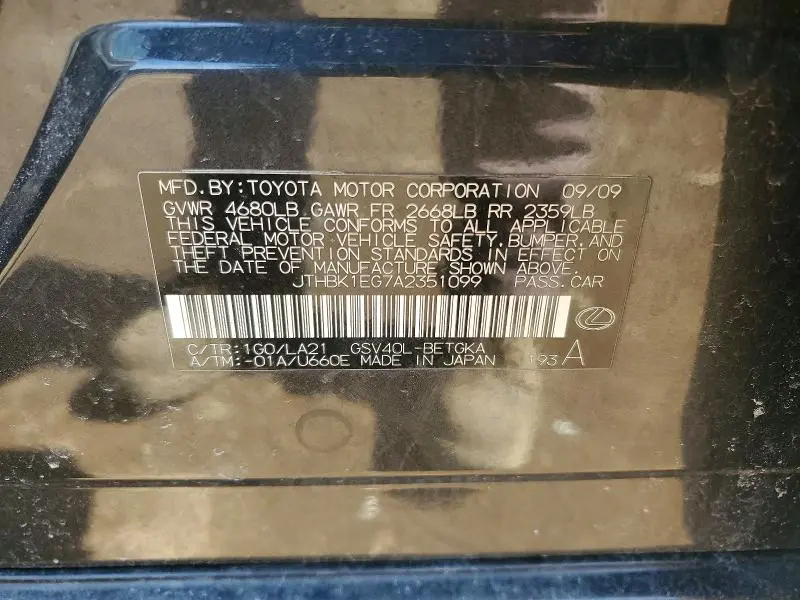 MFD.BY:TOYOTA MOTOR CORPORATION 09/09
GVWR 4680LB GAWR FR 2668LB RR 2359LB
THIS VEHICLE CONFORMS TO ALL APPLICABLE
FEDERAL MOTOR VEHICLE SAFETY,BUMPER,AND
THEFT PREVENTION STANDARDS IN EFFECT ON
THE DATE OF MANUFACTURE SHOWN ABOVE.
JTHBK1EG7A2351099 PASS.CAR
C/TR:1G0/LA21 GSV40L-BETGKA
A/TM:-01A/U660E MADE IN JAPAN 193 A